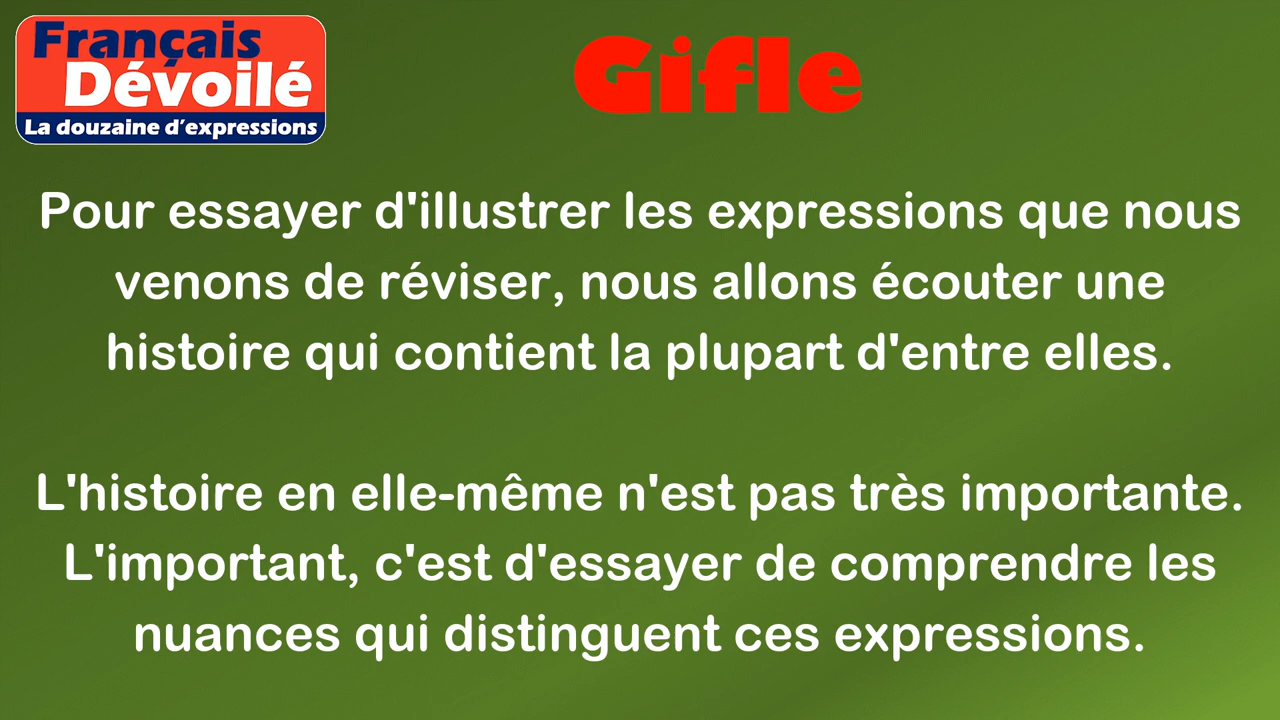 Français
Dévoilé
La douzaine d'expressions
Gifle
Pour essayer d'illustrer les expressions que nous
venons de réviser, nous allons écouter une
histoire qui contient la plupart d'entre elles.
L'histoire en elle-même n'est pas très importante.
L'important, c'est d'essayer de comprendre les
nuances qui distinguent ces expressions.